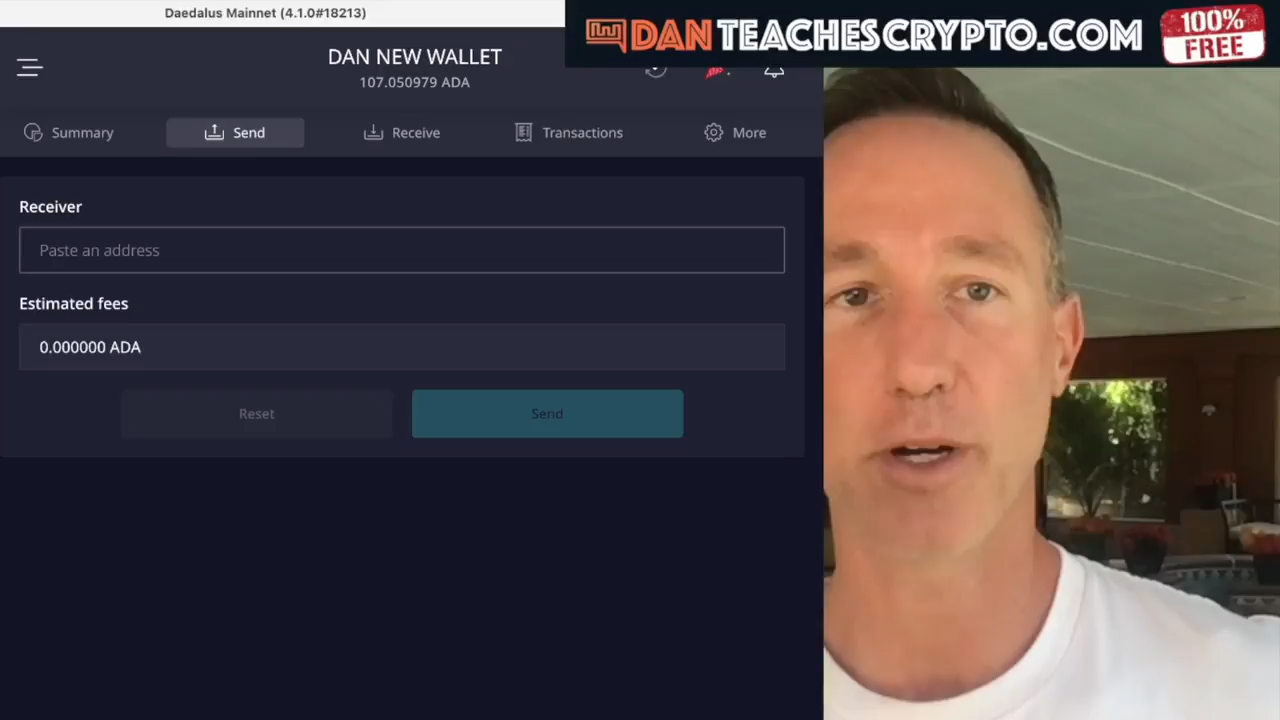 Daedalus Mainnet (4.1.0#18213)
DANTEACHESCRYPTO.COM
100%
FREE
DAN NEW WALLET
107.050979 ADA
Summary
Send
Receive
Transactions
More
Receiver
Paste an address
Estimated fees
0.000000 ADA
Reset
Send